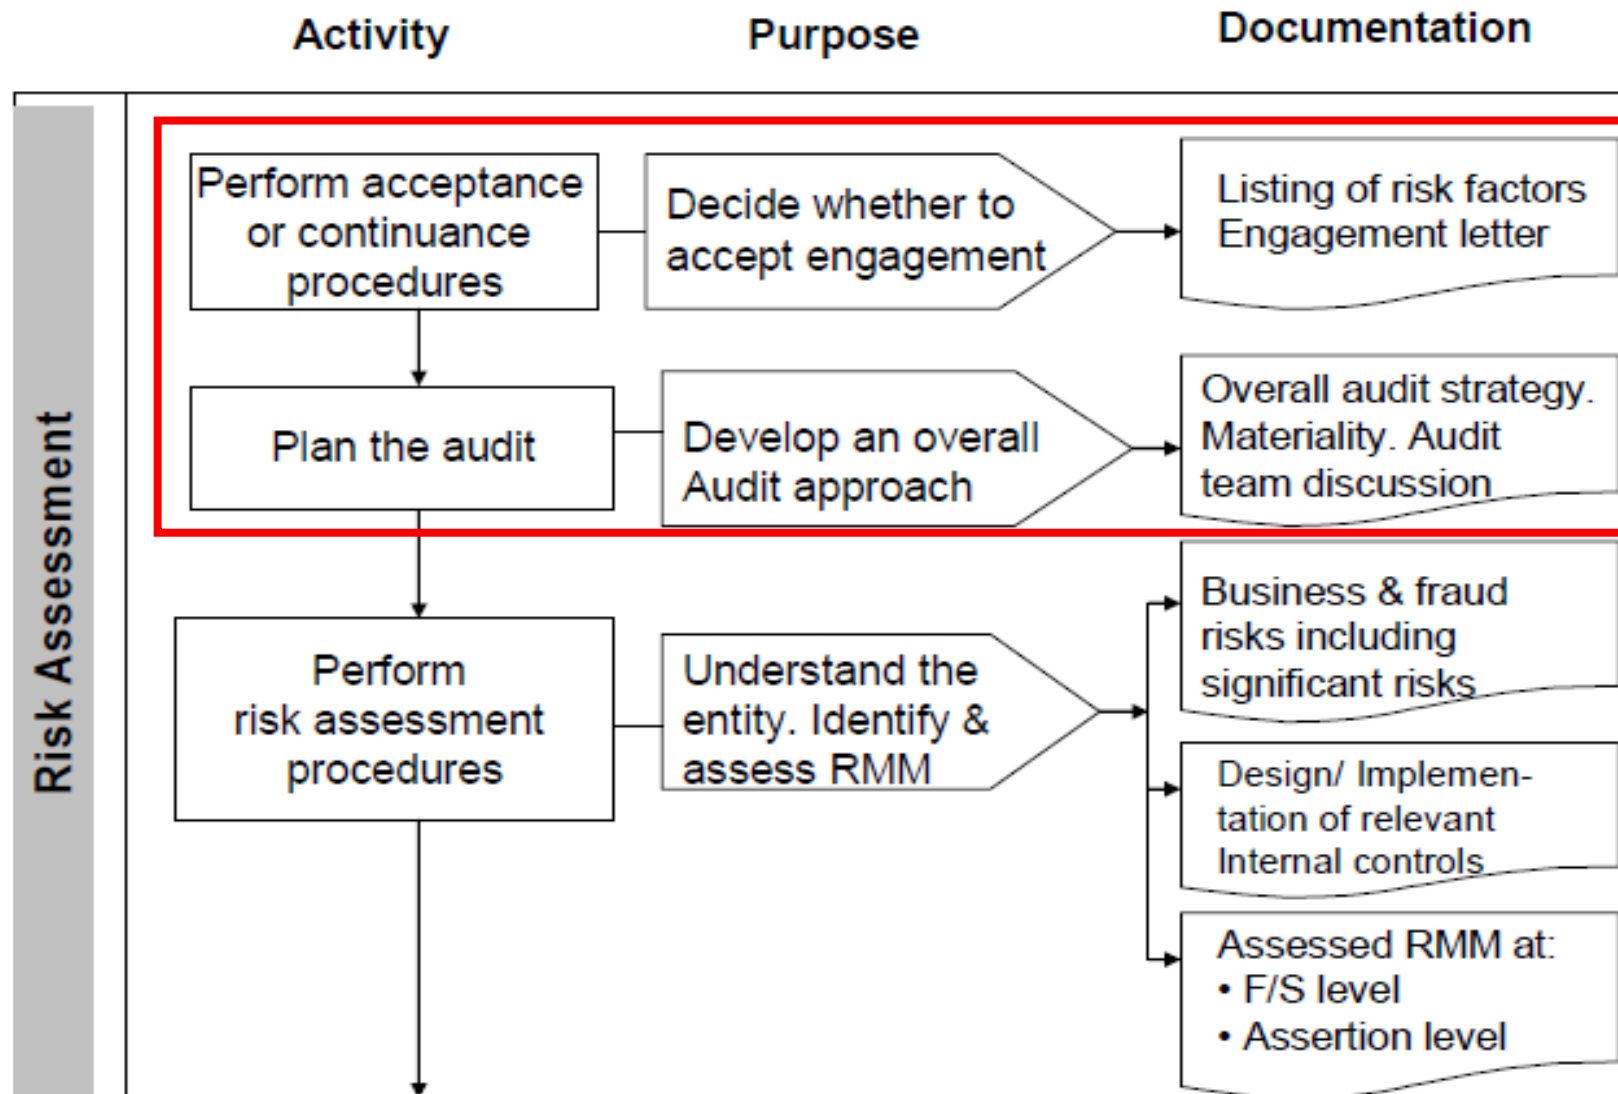 Activity
Purpose
Documentation
Risk Assessment
Perform acceptance
or continuance
procedures
Decide whether to
accept engagement
Listing of risk factors
Engagement letter
Plan the audit
Develop an overall
Audit approach
Overall audit strategy.
Materiality. Audit
team discussion
Perform
risk assessment
procedures
Understand the
entity. Identify &
assess RMM
Business & fraud
risks including
significant risks
Design/ Implemen-
tation of relevant
Internal controls
Assessed RMM at:
• F/S level
• Assertion level